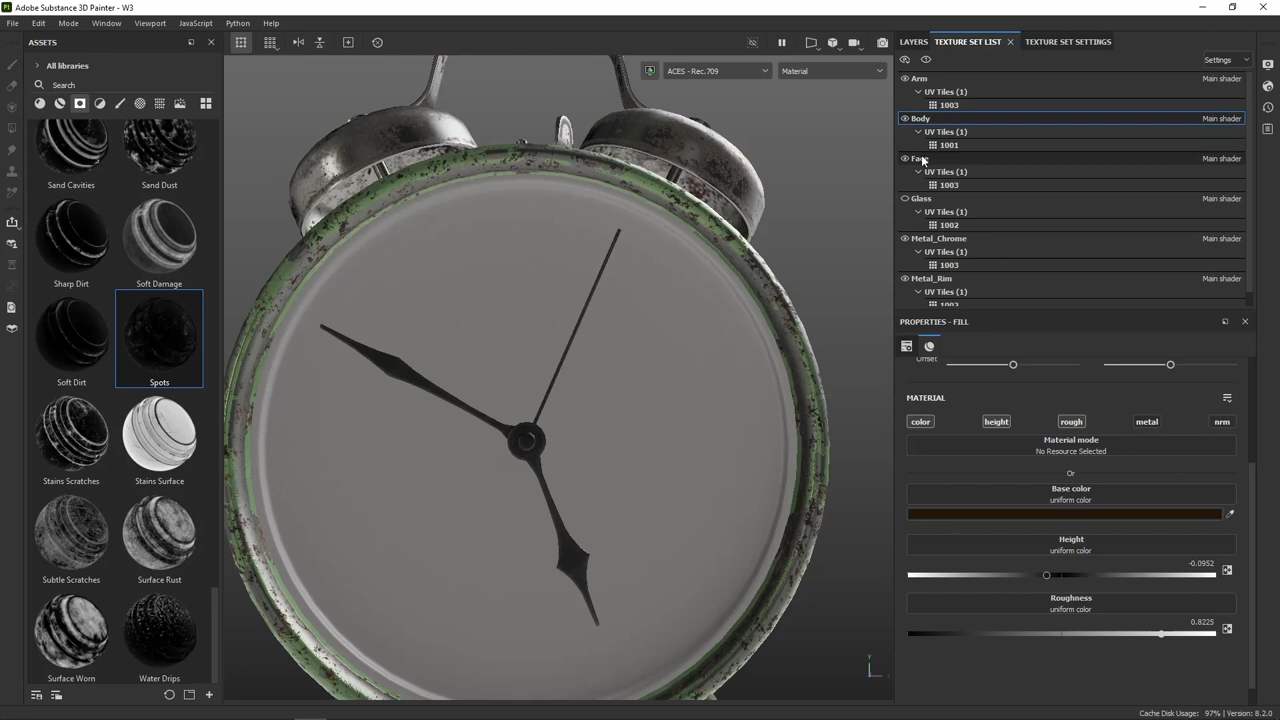 Adobe Substance 3D Painter - W3
File Edit Mode Window Viewport JavaScript Python Help
ASSETS
All libraries
Search
Sand Cavities Sand Dust
Sharp Dirt Soft Damage
Soft Dirt Spots
Stains Scratches Stains Surface
Subtle Scratches Surface Rust
Surface Worn Water Drips
ACES - Rec.709 Material
LAYERS TEXTURE SET LIST TEXTURE SET SETTINGS
Settings
Arm Main shader
UV Tiles (1)
1003
Body Main shader
UV Tiles (1)
1001
Main shader
UV Tiles (1)
1003
Glass Main shader
UV Tiles (1)
1002
Metal_Chrome Main shader
UV Tiles (1)
1003
Metal_Rim Main shader
UV Tiles (1)
PROPERTIES - FILL
Offset
MATERIAL
color height rough metal nrm
Material mode
No Resource Selected
Or
Base color
uniform color
Height
uniform color
-0.0952
Roughness
uniform color
0.8225
Y
Cache Disk Usage: 97% | Version: 8.2.0